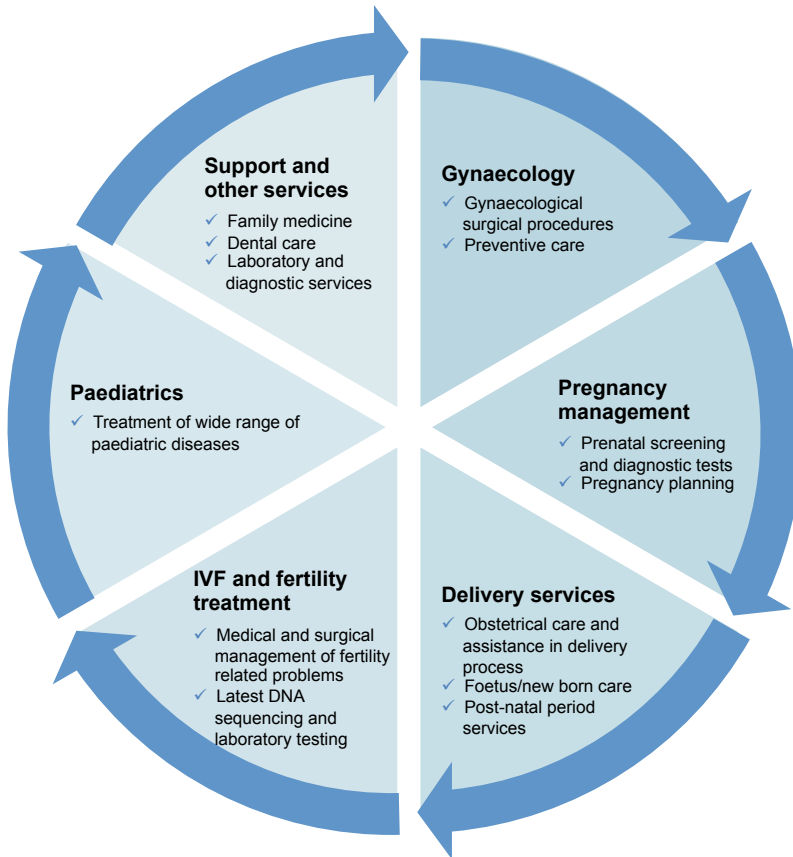 Support and
other services
✓ Family medicine
✓ Dental care
✓ Laboratory and
diagnostic services
Gynaecology
✓ Gynaecological
surgical procedures
✓ Preventive care
Pregnancy
management
✓ Prenatal screening
and diagnostic tests
✓ Pregnancy planning
Delivery services
✓ Obstetrical care and
assistance in delivery
process
✓ Foetus/new born care
✓ Post-natal period
services
IVF and fertility
treatment
✓ Medical and surgical
management of fertility
related problems
✓ Latest DNA
sequencing and
laboratory testing
Paediatrics
✓ Treatment of wide range of
paediatric diseases